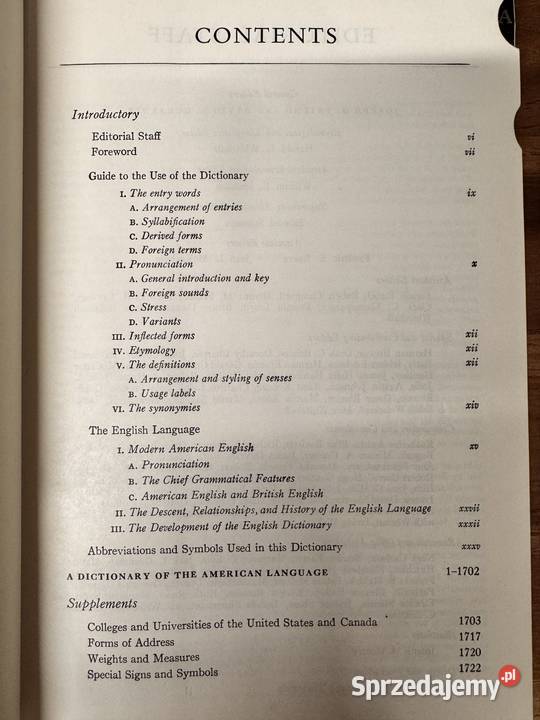 A
CONTENTS
Introductory
Editorial Staff vi
Foreword vii
Guide to the Use of the Dictionary
I. The entry words ix
A. Arrangement of entries
B. Syllabification
C. Derived forms
D. Foreign terms
II. Pronunciation x
A. General introduction and key
B. Foreign sounds
C. Stress
D. Variants
III. Inflected forms xii
IV. Etymology xii
V. The definitions xii
A. Arrangement and styling of senses
B. Usage labels
VI. The synonymies xiv
The English Language
I. Modern American English xv
A. Pronunciation
B. The Chief Grammatical Features
C. American English and British English
II. The Descent, Relationships, and History of the English Language xxvii
III. The Development of the English Dictionary xxxii
Abbreviations and Symbols Used in this Dictionary xxxv
A DICTIONARY OF THE AMERICAN LANGUAGE 1–1702
Supplements
Colleges and Universities of the United States and Canada 1703
Forms of Address 1717
Weights and Measures 1720
Special Signs and Symbols 1722
Sprzedajemy.pl